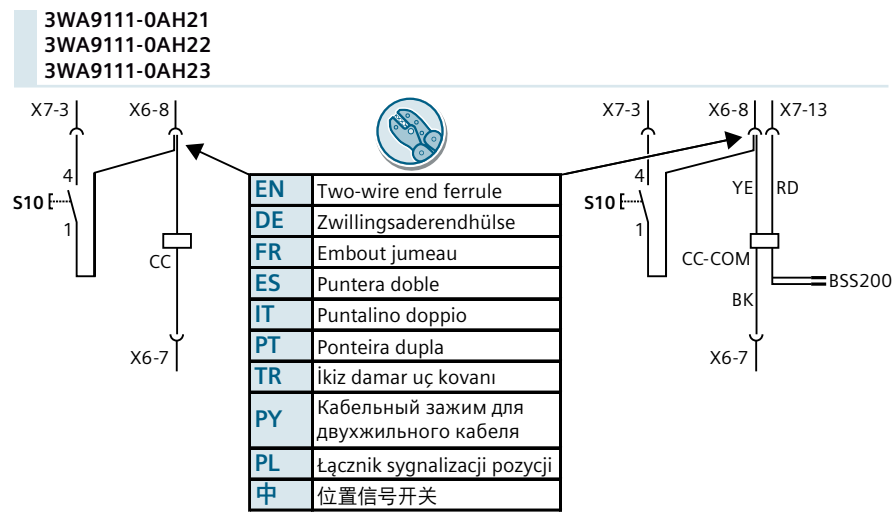 3WA9111-0AH21
3WA9111-0AH22
3WA9111-0AH23
X7-3
X6-8
4
S10
1
CC
X6-7
EN Two-wire end ferrule
DE Zwillingsaderendhülse
FR Embout jumeau
ES Puntera doble
IT Puntalino doppio
PT Ponteira dupla
TR İkiz damar uç kovanı
PY Кабельный зажим для
двухжильного кабеля
PL Łącznik sygnalizacji pozycji
中 位置信号开关
X7-3
X6-8
X7-13
4
S10
1
YE
RD
CC-COM
BSS200
BK
X6-7